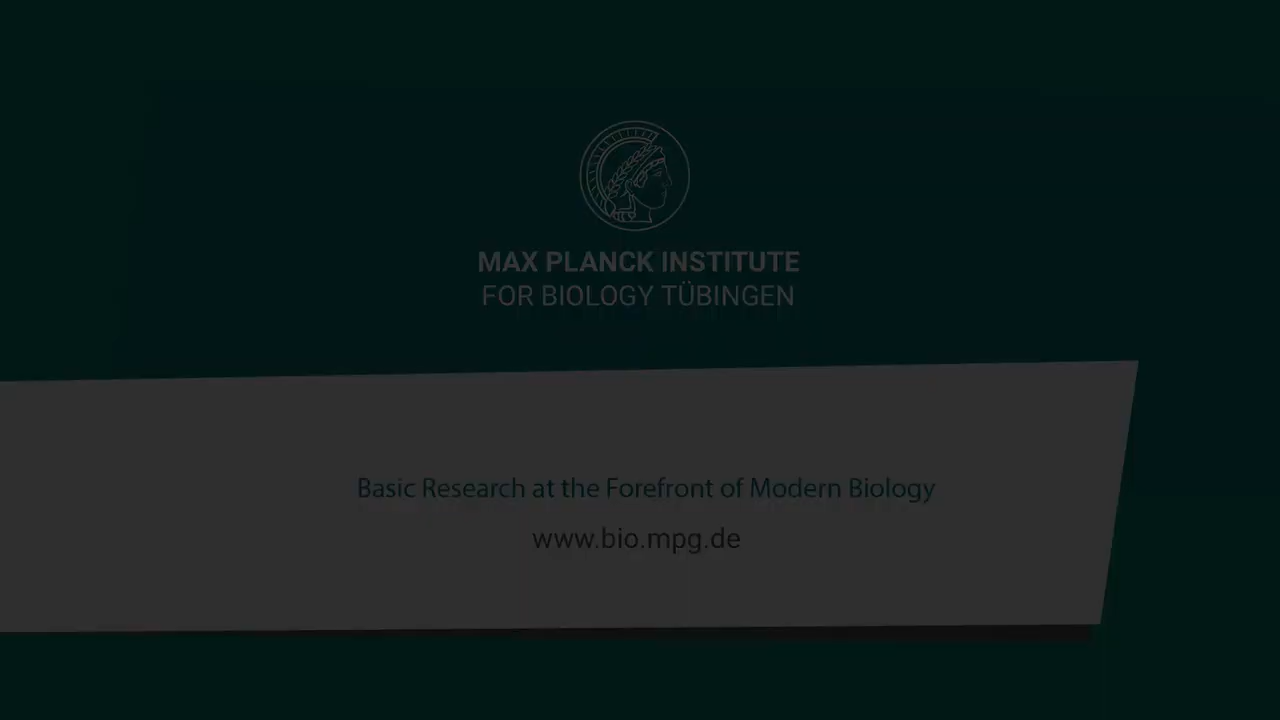 MAX PLANCK INSTITUTE
FOR BIOLOGY TÜBINGEN
Basic Research at the Forefront of Modern Biology
www.bio.mpg.de